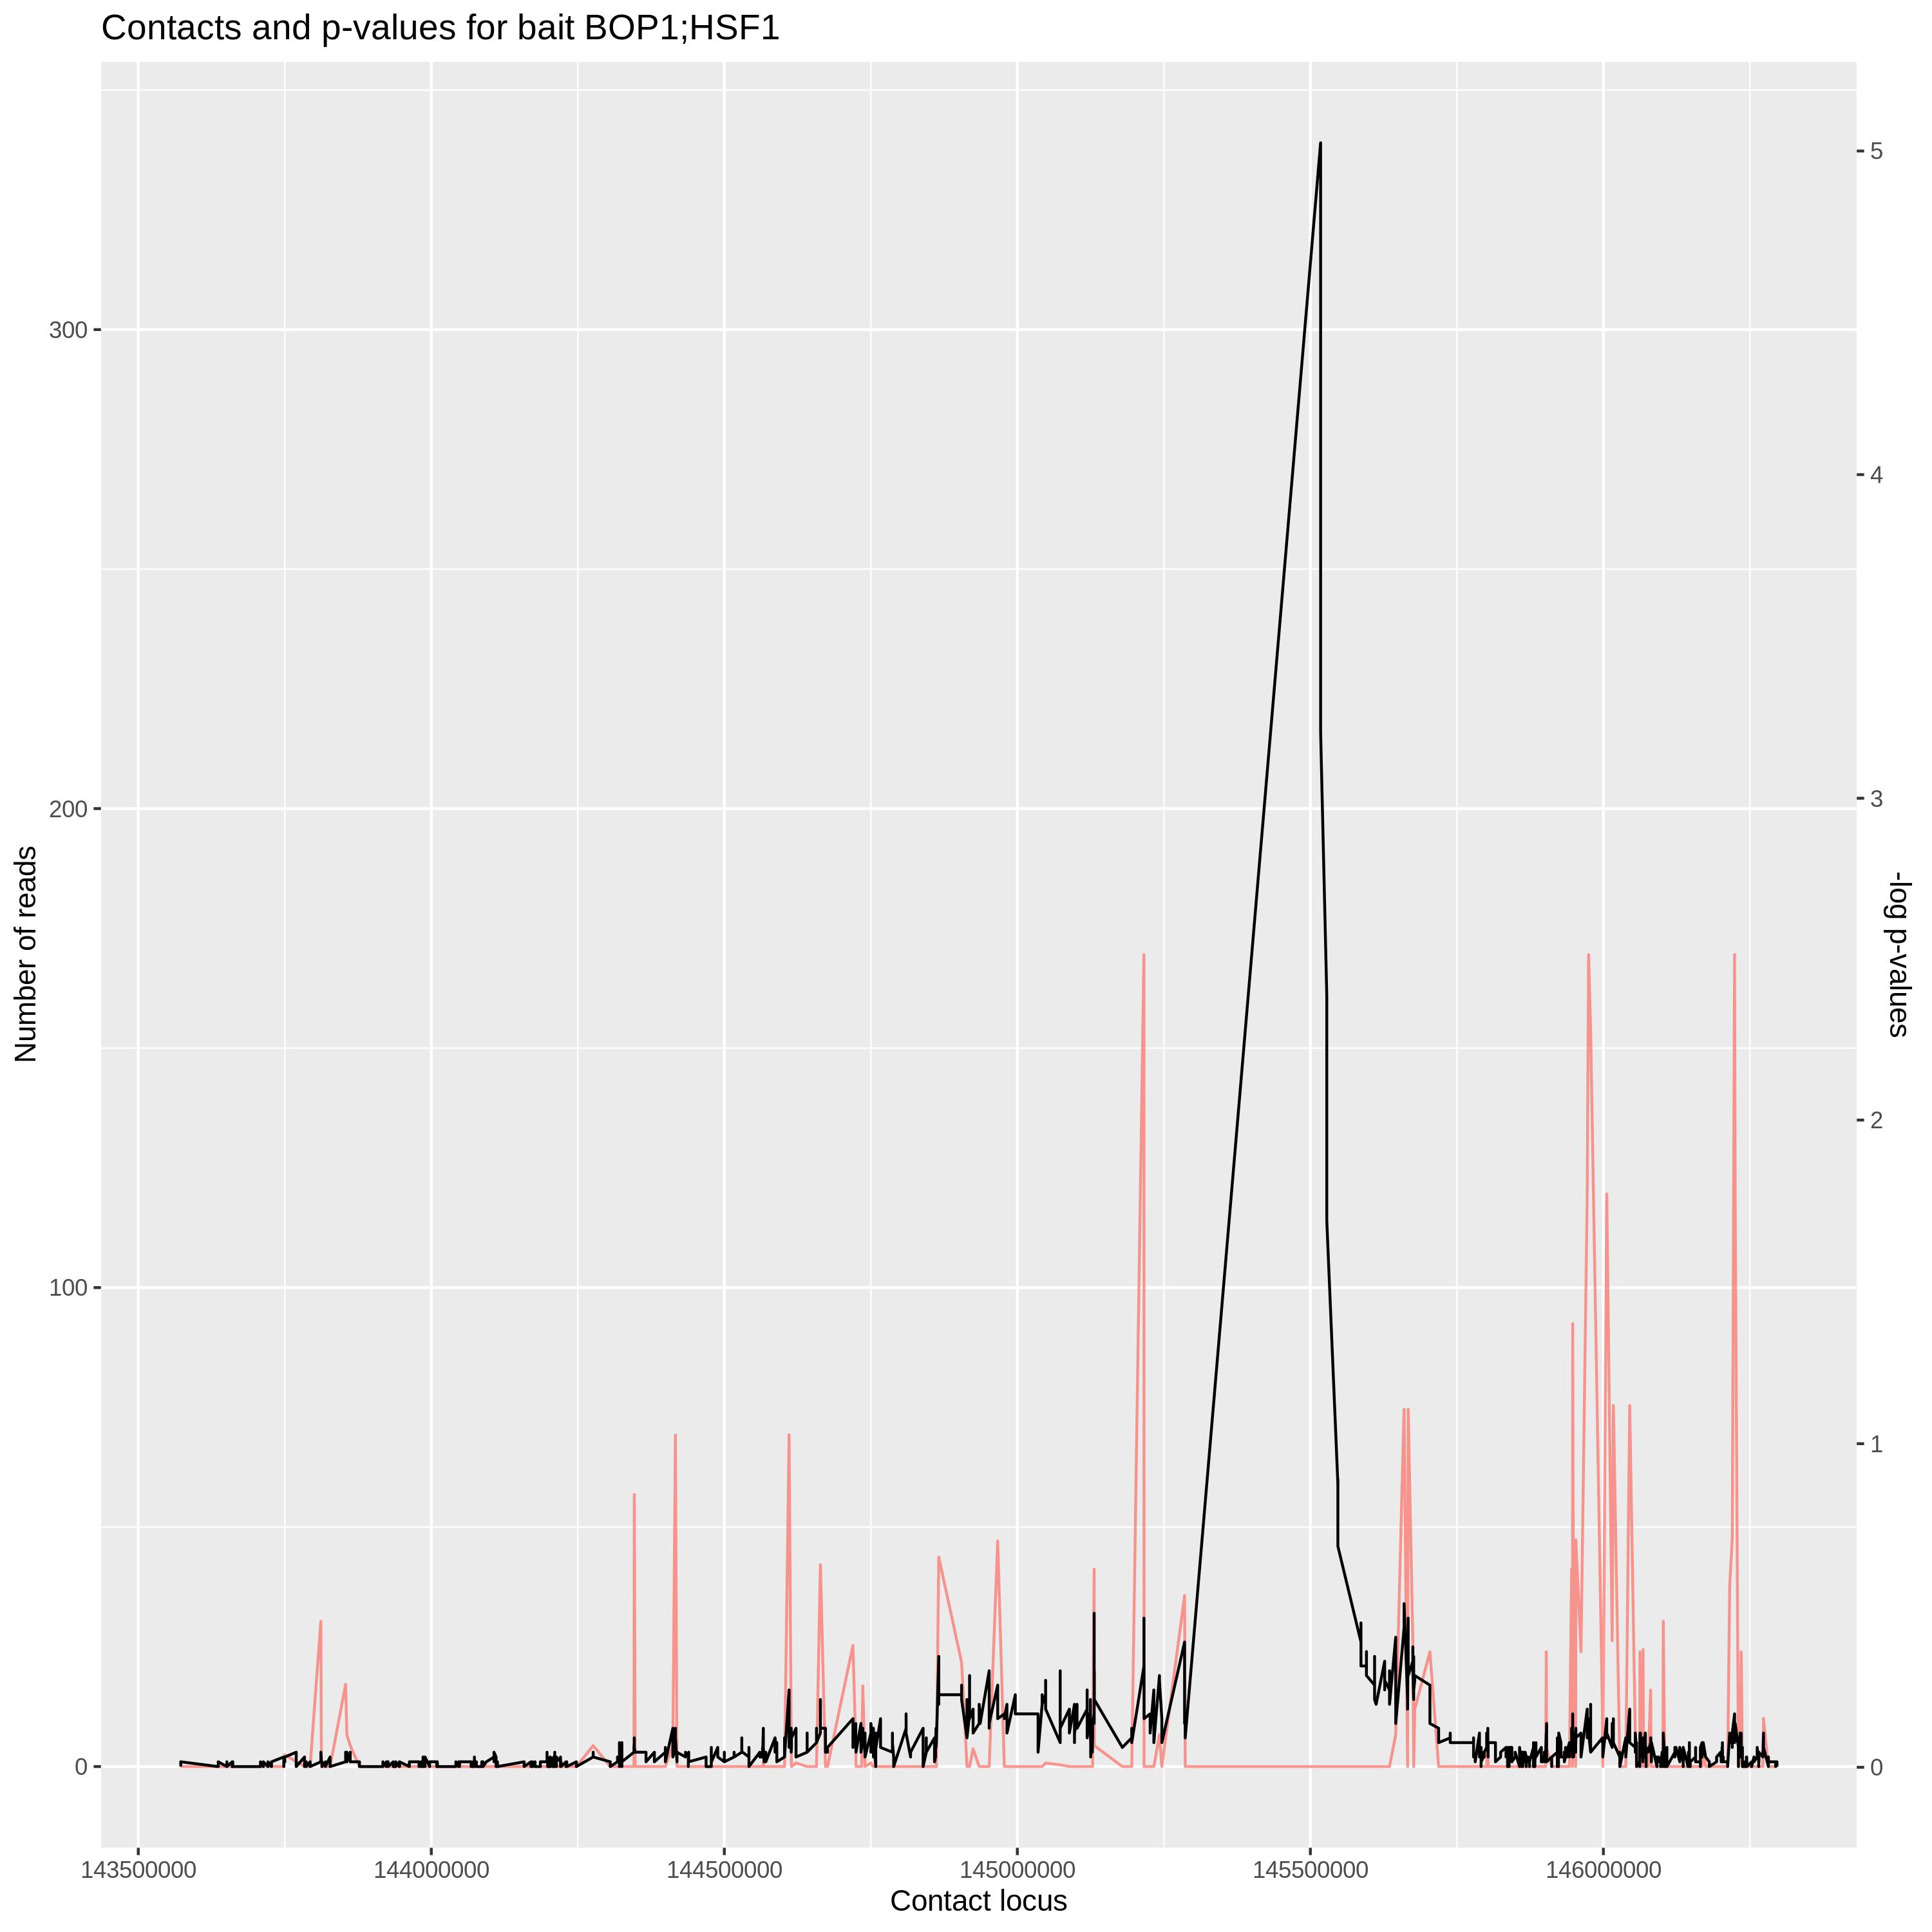 Contacts and p-values for bait BOP1;HSF1
Number of reads
300
200
100
0
5
4
3
2
1
0
-log p-values
143500000 144000000 144500000 145000000 145500000 146000000
Contact locus